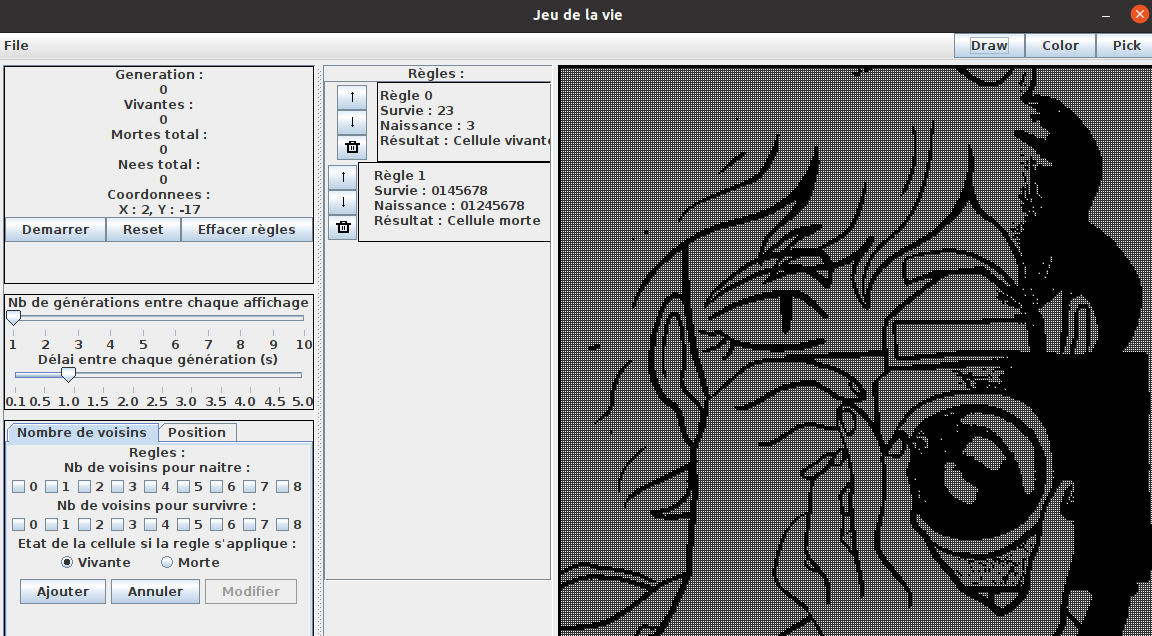 Jeu de la vie
File
Draw Color Pick
Generation :
0
Vivantes :
0
Mortes total :
0
Nees total :
0
Coordonnees :
X : 2, Y : -17
Demarrer Reset Effacer règles
Nb de générations entre chaque affichage
1 2 3 4 5 6 7 8 9 10
Délai entre chaque génération (s)
0.1 0.5 1.0 1.5 2.0 2.5 3.0 3.5 4.0 4.5 5.0
Nombre de voisins Position
Regles :
Nb de voisins pour naitre :
0 1 2 3 4 5 6 7 8
Nb de voisins pour survivre :
0 1 2 3 4 5 6 7 8
Etat de la cellule si la regle s'applique :
Vivante Morte
Ajouter Annuler Modifier
Règles :
↑
↓
Règle 0
Survie : 23
Naissance : 3
Résultat : Cellule vivante
↑
↓
Règle 1
Survie : 0145678
Naissance : 01245678
Résultat : Cellule morte